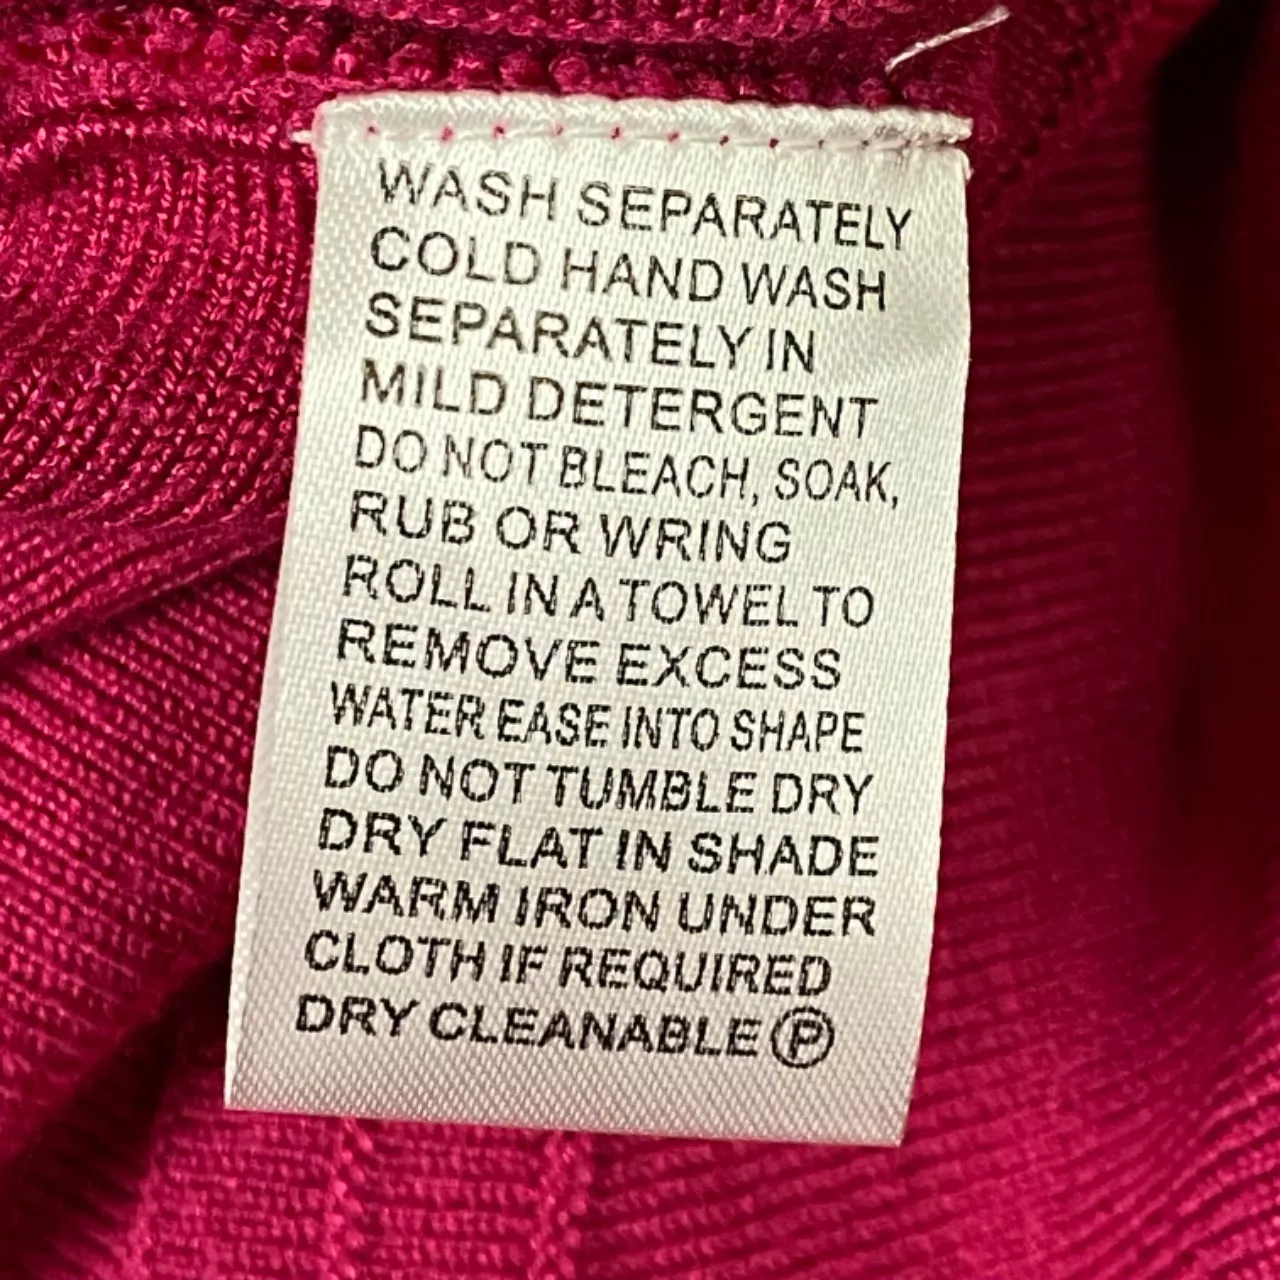 WASH SEPARATELY
COLD HAND WASH
SEPARATELY IN
MILD DETERGENT
DO NOT BLEACH, SOAK,
RUB OR WRING
ROLL IN A TOWEL TO
REMOVE EXCESS
WATER EASE INTO SHAPE
DO NOT TUMBLE DRY
DRY FLAT IN SHADE
WARM IRON UNDER
CLOTH IF REQUIRED
DRY CLEANABLE Ⓟ